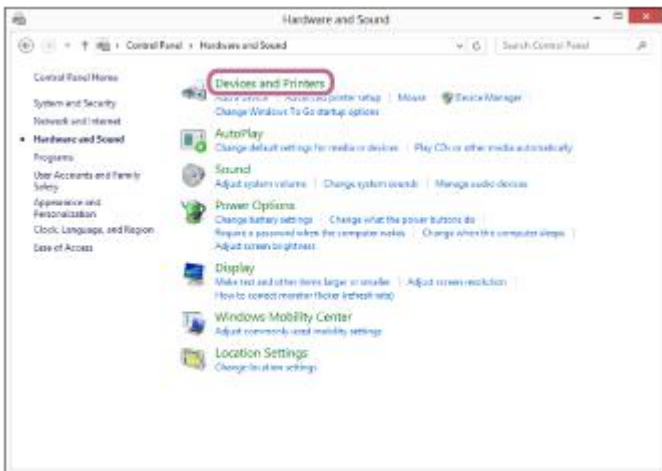 Hardware and Sound
Control Panel › Hardware and Sound
Search Control Panel
Control Panel Home
System and Security
Network and Internet
Hardware and Sound
Programs
User Accounts and Family
Safety
Appearance and
Personalization
Clock, Language, and Region
Ease of Access
Devices and Printers
Add a device | Advanced printer setup | Mouse | Device Manager
Change Windows To Go startup options
AutoPlay
Change default settings for media or devices | Play CDs or other media automatically
Sound
Adjust system volume | Change system sounds | Manage audio devices
Power Options
Change battery settings | Change what the power buttons do
Require a password when the computer wakes | Change when the computer sleeps
Adjust screen brightness
Display
Make text and other items larger or smaller | Adjust screen resolution
How to correct monitor flicker (refresh rate)
Windows Mobility Center
Adjust commonly used mobility settings
Location Settings
Change location settings